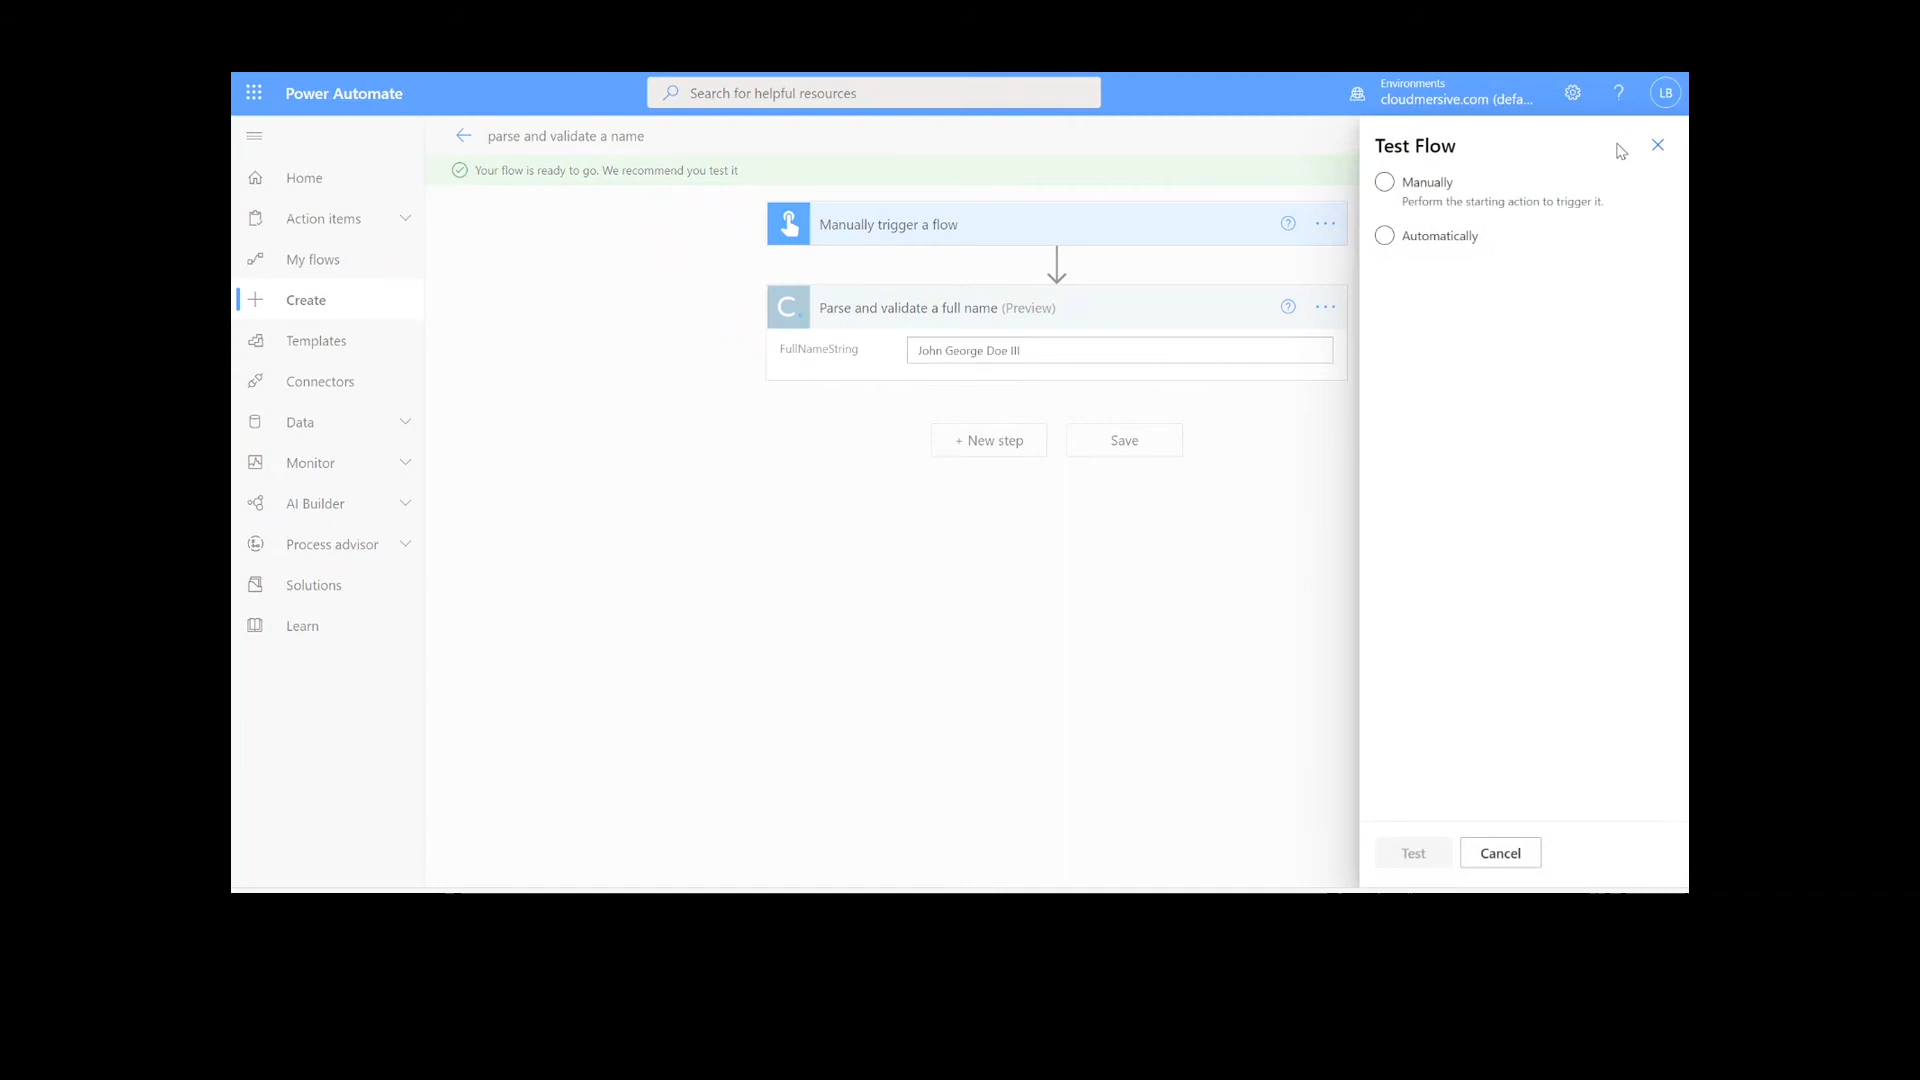 Power Automate
Search for helpful resources
Environments
cloudmersive.com (defa...
LB
parse and validate a name
Your flow is ready to go. We recommend you test it
Home
Action items
My flows
Create
Templates
Connectors
Data
Monitor
AI Builder
Process advisor
Solutions
Learn
Manually trigger a flow
C.
Parse and validate a full name (Preview)
FullNameString
John George Doe III
+ New step
Save
Test Flow
Manually
Perform the starting action to trigger it.
Automatically
Test
Cancel